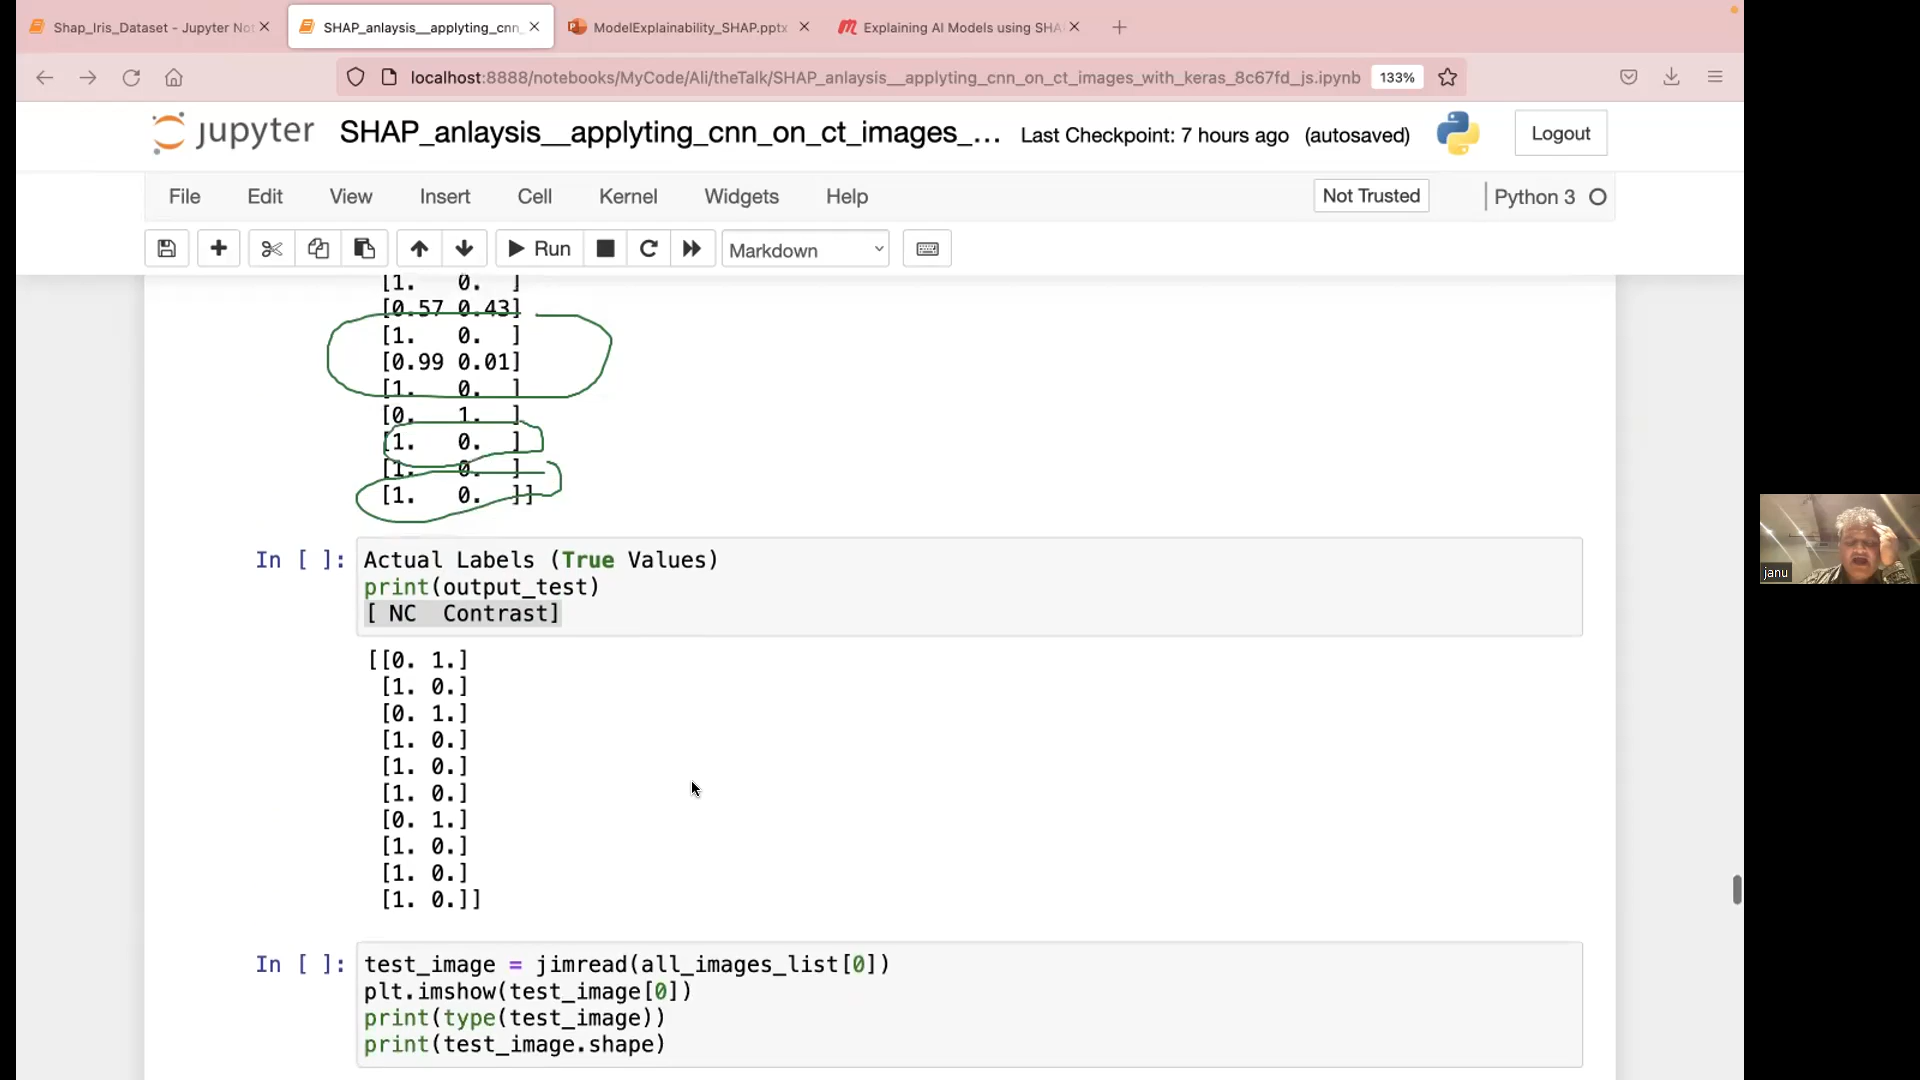 Shap_Iris_Dataset - Jupyter Not
SHAP_anlaysis__applyting_cnn_
ModelExplainability_SHAP.pptx
Explaining AI Models using SHA
localhost:8888/notebooks/MyCode/Ali/theTalk/SHAP_anlaysis__applyting_cnn_on_ct_images_with_keras_8c67fd_js.ipynb
133%
jupyter SHAP_anlaysis__applyting_cnn_on_ct_images_... Last Checkpoint: 7 hours ago (autosaved)
Logout
File Edit View Insert Cell Kernel Widgets Help
Not Trusted
Python 3
Run
Markdown
[1. 0. ]
[0.57 0.43]
[1. 0. ]
[0.99 0.01]
[1. 0. ]
[0. 1. ]
[1. 0. ]
[1. 0. ]
[1. 0. ]]
In [ ]: Actual Labels (True Values)
print(output_test)
[ NC Contrast]
[[0. 1.]
[1. 0.]
[0. 1.]
[1. 0.]
[1. 0.]
[1. 0.]
[0. 1.]
[1. 0.]
[1. 0.]
[1. 0.]]
In [ ]: test_image = jimread(all_images_list[0])
plt.imshow(test_image[0])
print(type(test_image))
print(test_image.shape)
janu